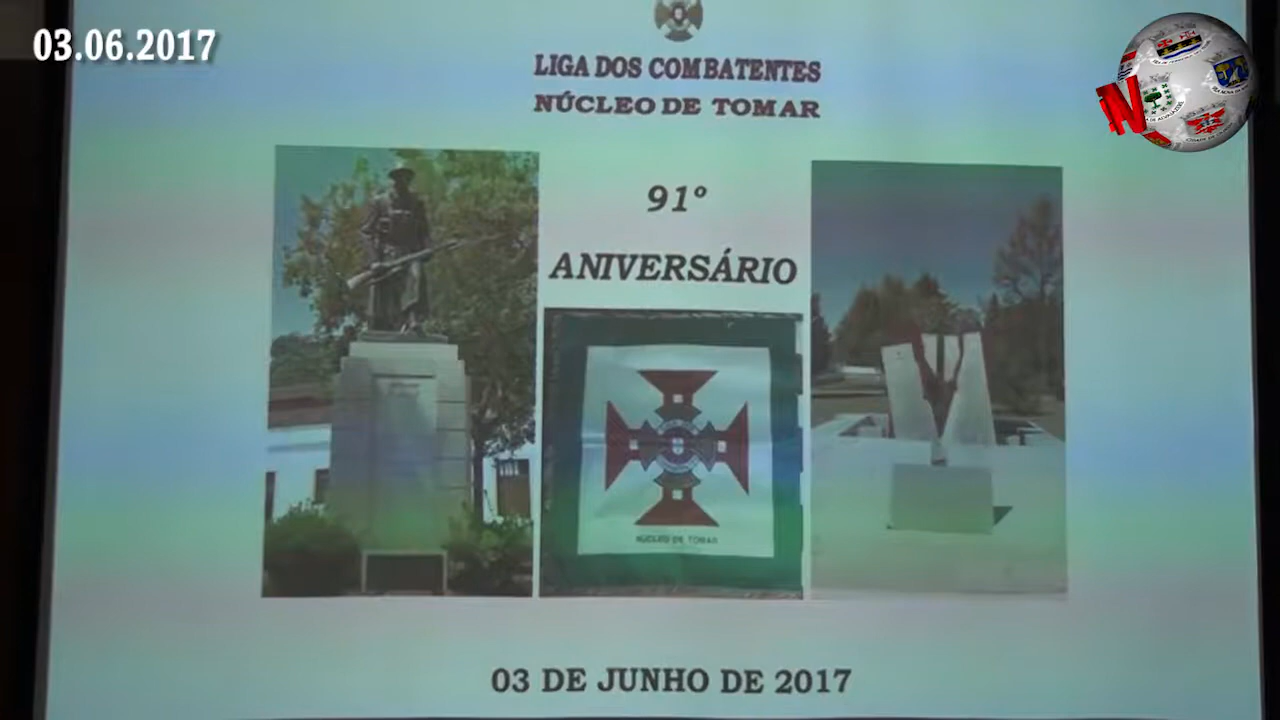 03.06.2017
LIGA DOS COMBATENTES
NÚCLEO DE TOMAR
91º
ANIVERSÁRIO
NÚCLEO DE TOMAR
03 DE JUNHO DE 2017
iN